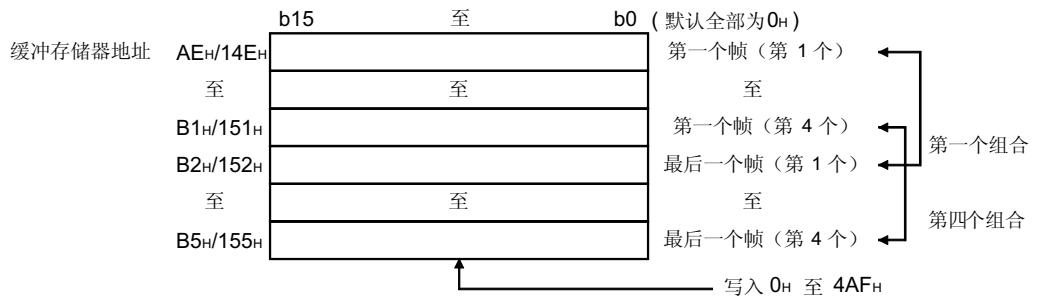 b15 至 b0 (默认全部为0H)
缓冲存储器地址 AEH/14EH 第一个帧（第 1 个）
至 至 至
B1H/151H 第一个帧（第 4 个）
第一个组合
B2H/152H 最后一个帧（第 1 个）
至 至 至
第四个组合
B5H/155H 最后一个帧（第 4 个）
写入 0H 至 4AFH